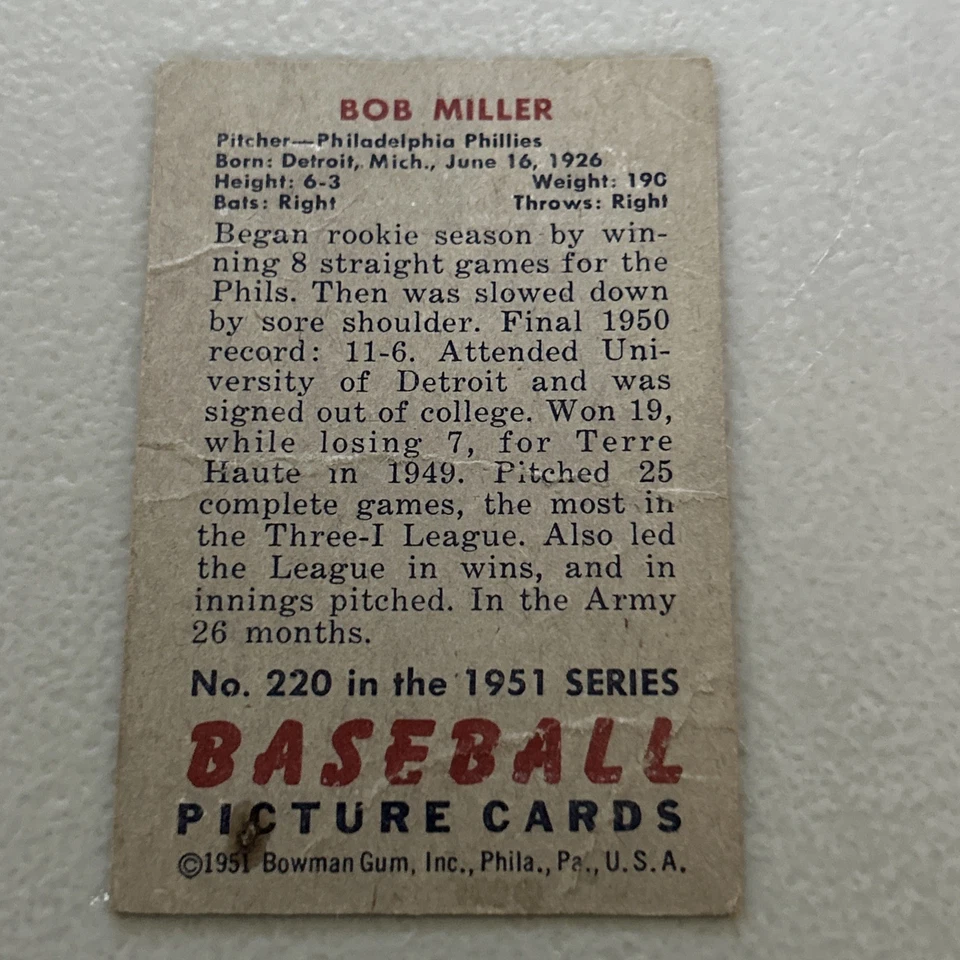 BOB MILLER
Pitcher—Philadelphia Phillies
Born: Detroit, Mich., June 16, 1926
Height: 6-3 Weight: 190
Bats: Right Throws: Right
Began rookie season by win-
ning 8 straight games for the
Phils. Then was slowed down
by sore shoulder. Final 1950
record: 11-6. Attended Uni-
versity of Detroit and was
signed out of college. Won 19,
while losing 7, for Terre
Haute in 1949. Pitched 25
complete games, the most in
the Three-I League. Also led
the League in wins, and in
innings pitched. In the Army
26 months.
No. 220 in the 1951 SERIES
BASEBALL
PICTURE CARDS
©1951 Bowman Gum, Inc., Phila., Pa., U.S.A.